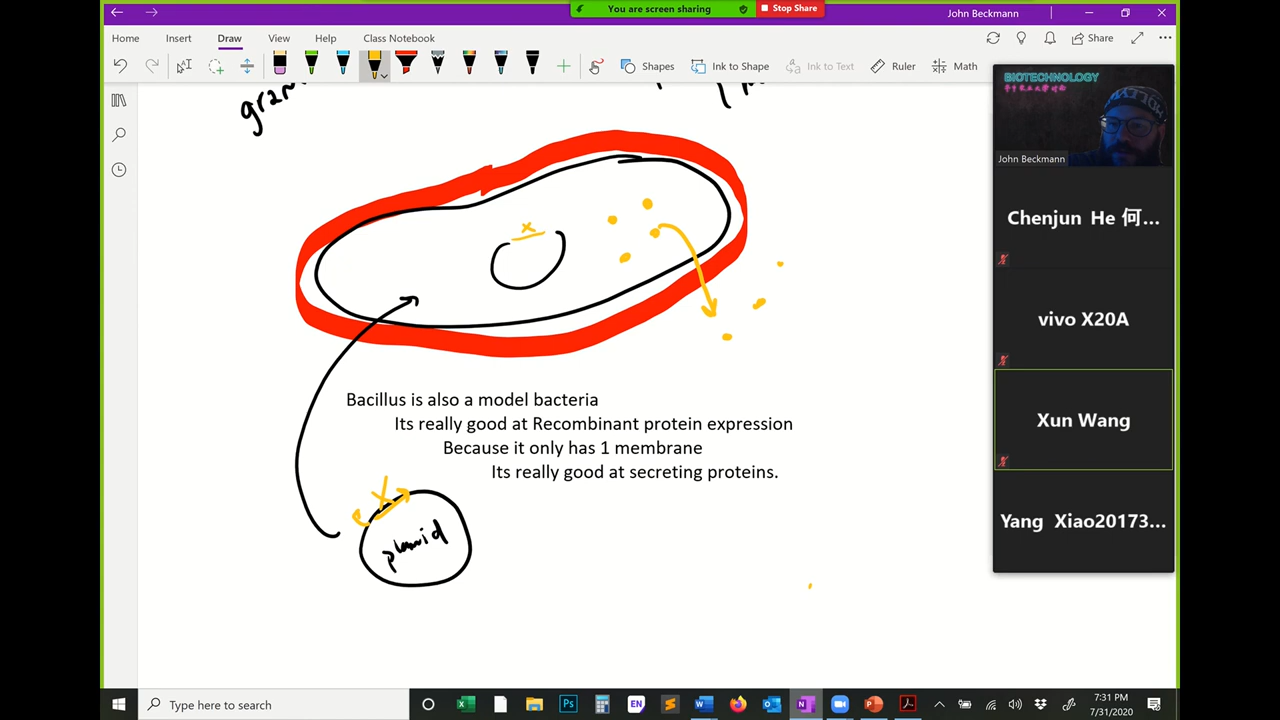 You are screen sharing
Stop Share
John Beckmann
Home Insert Draw View Help Class Notebook
Share
Shapes Ink to Shape Ink to Text Ruler Math
BIOTECHNOLOGY
gram
John Beckmann
Chenjun He 何...
vivo X20A
Xun Wang
Yang Xiao20173...
x
Bacillus is also a model bacteria
Its really good at Recombinant protein expression
Because it only has 1 membrane
Its really good at secreting proteins.
X
plasmid
Type here to search
EN
7:31 PM
7/31/2020